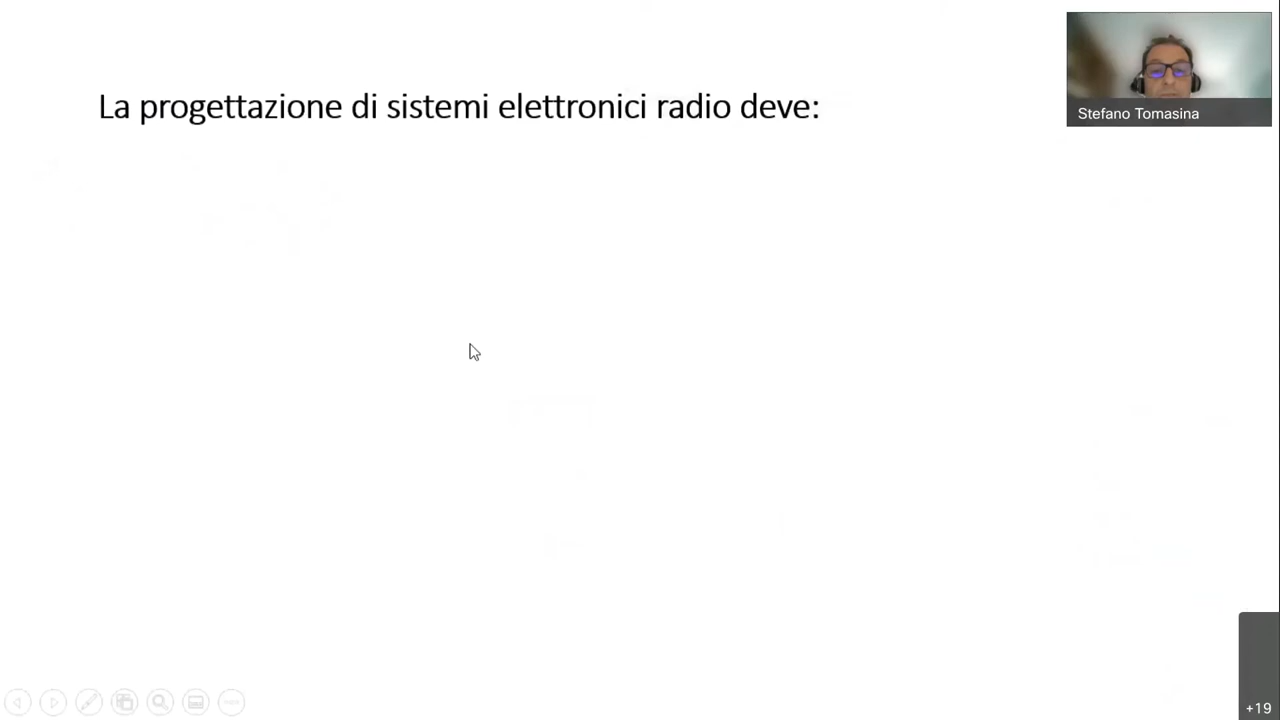 La progettazione di sistemi elettronici radio deve:
Stefano Tomasina
+19